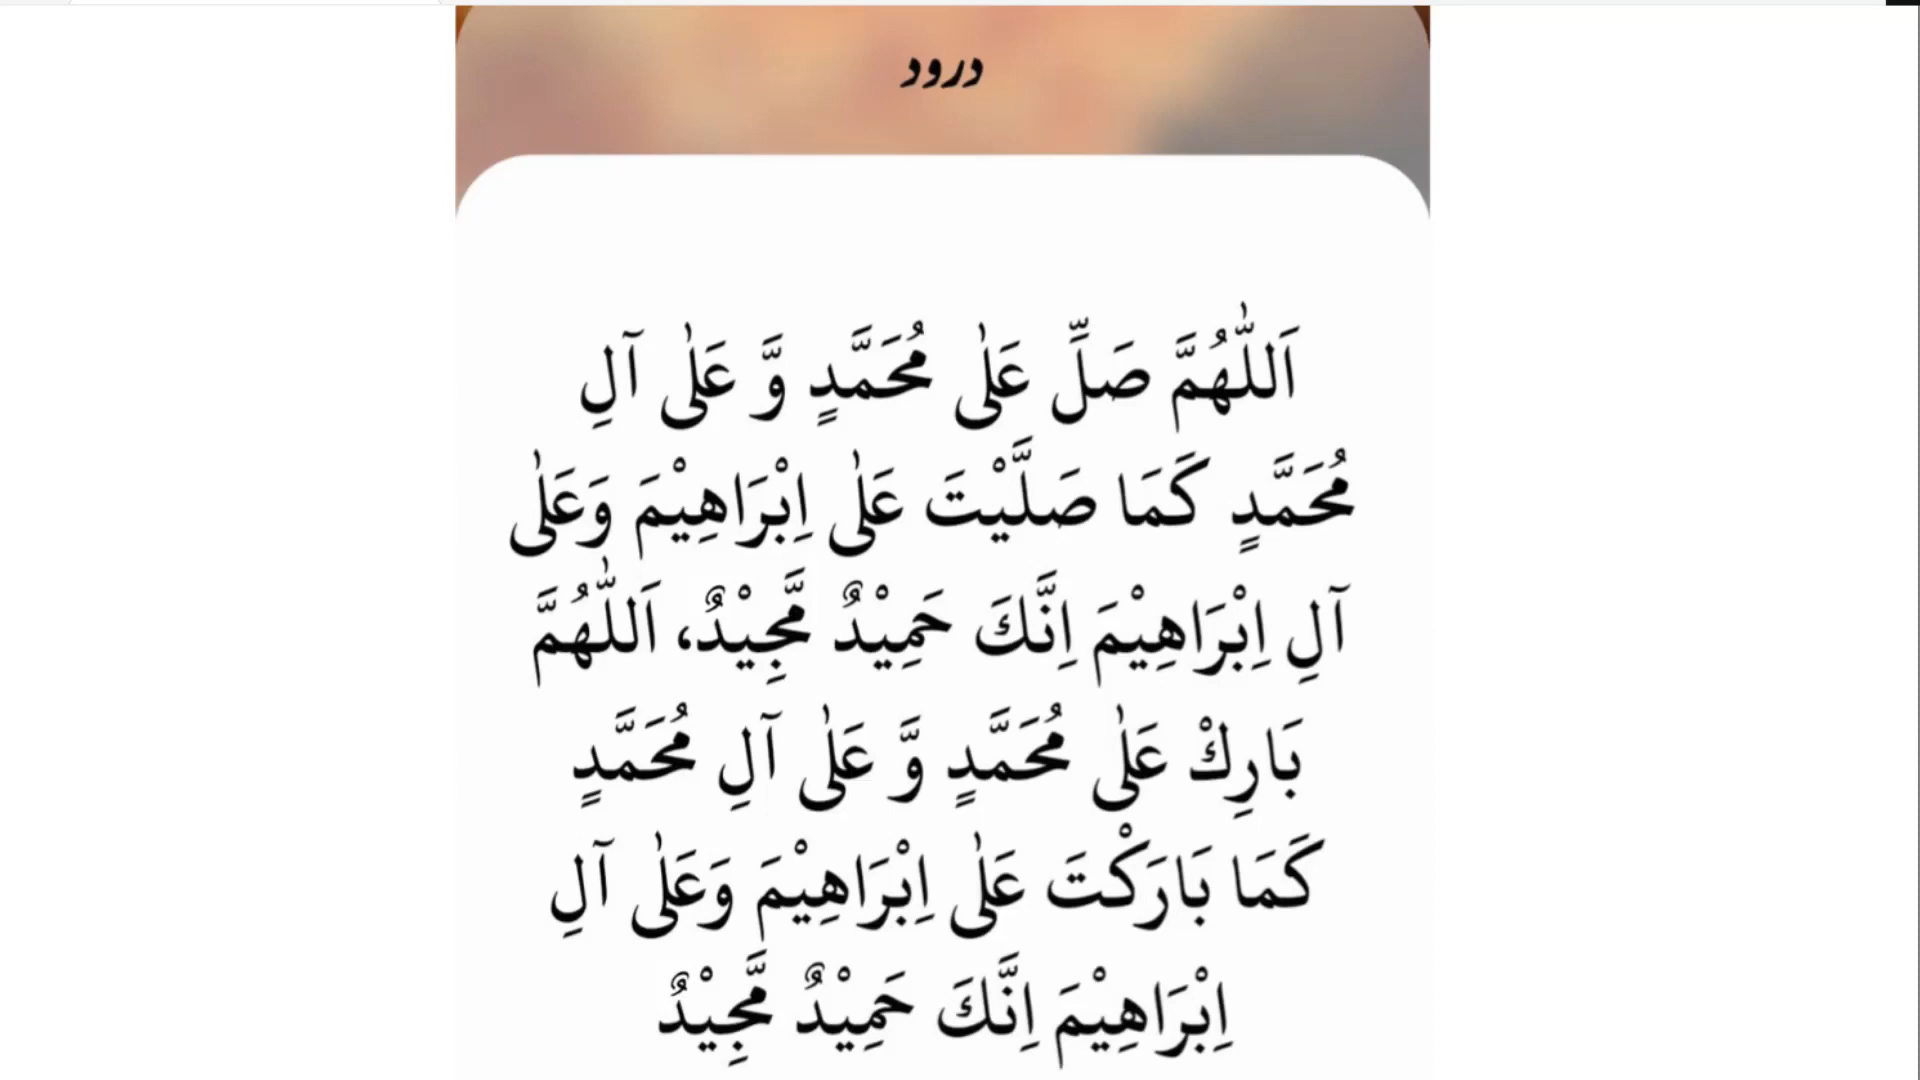 درود
اَللّٰهُمَّ صَلِّ عَلٰى مُحَمَّدٍ وَّ عَلٰى آلِ
مُحَمَّدٍ كَمَا صَلَّيْتَ عَلٰى اِبْرَاهِيْمَ وَعَلٰى
آلِ اِبْرَاهِيْمَ اِنَّكَ حَمِيْدٌ مَّجِيْدٌ، اَللّٰهُمَّ
بَارِكْ عَلٰى مُحَمَّدٍ وَّ عَلٰى آلِ مُحَمَّدٍ
كَمَا بَارَكْتَ عَلٰى اِبْرَاهِيْمَ وَعَلٰى آلِ
اِبْرَاهِيْمَ اِنَّكَ حَمِيْدٌ مَّجِيْدٌ